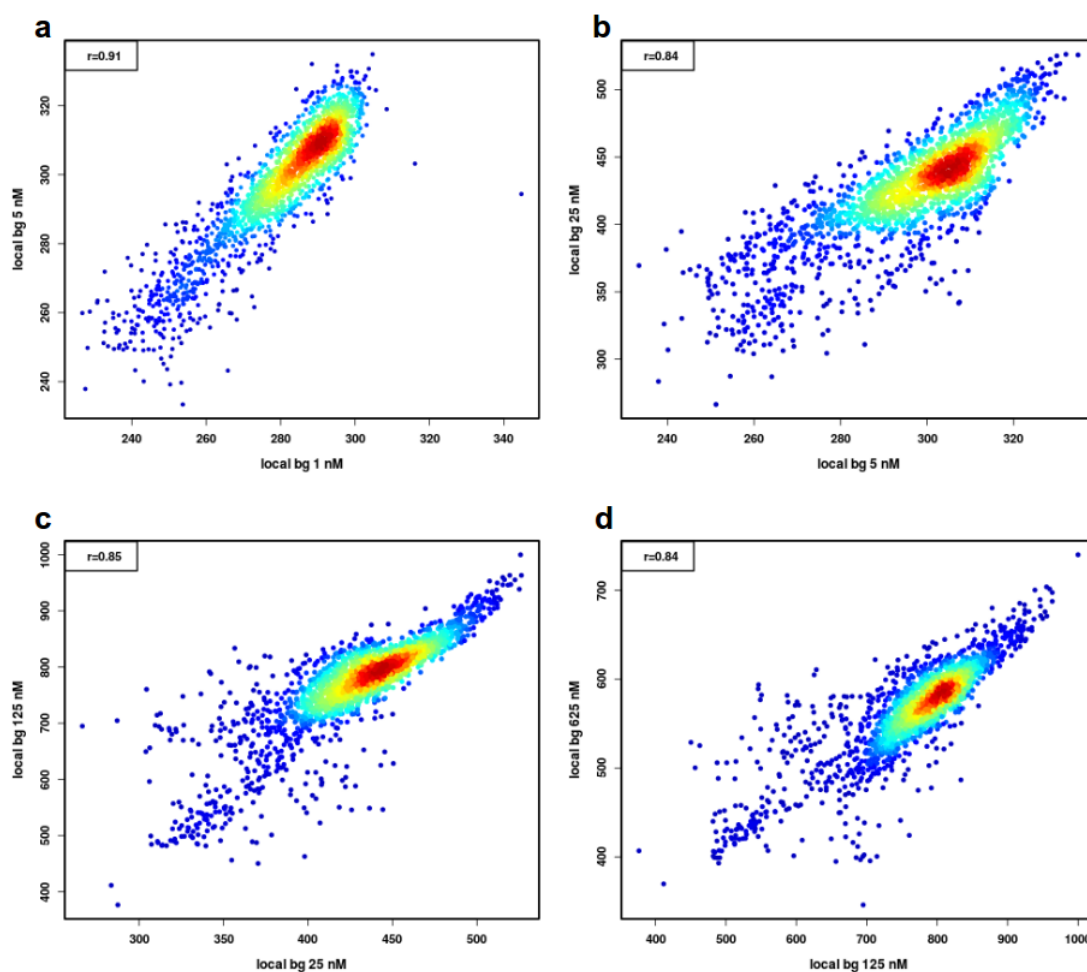 a
r=0.91
local bg 5 nM
240 260 280 300 320
240 260 280 300 320 340
local bg 1 nM
b
r=0.84
local bg 25 nM
300 350 400 450 500
240 260 280 300 320
local bg 5 nM
c
r=0.85
local bg 125 nM
400 500 600 700 800 900 1000
300 350 400 450 500
local bg 25 nM
d
r=0.84
local bg 625 nM
400 500 600 700
400 500 600 700 800 900 1000
local bg 125 nM